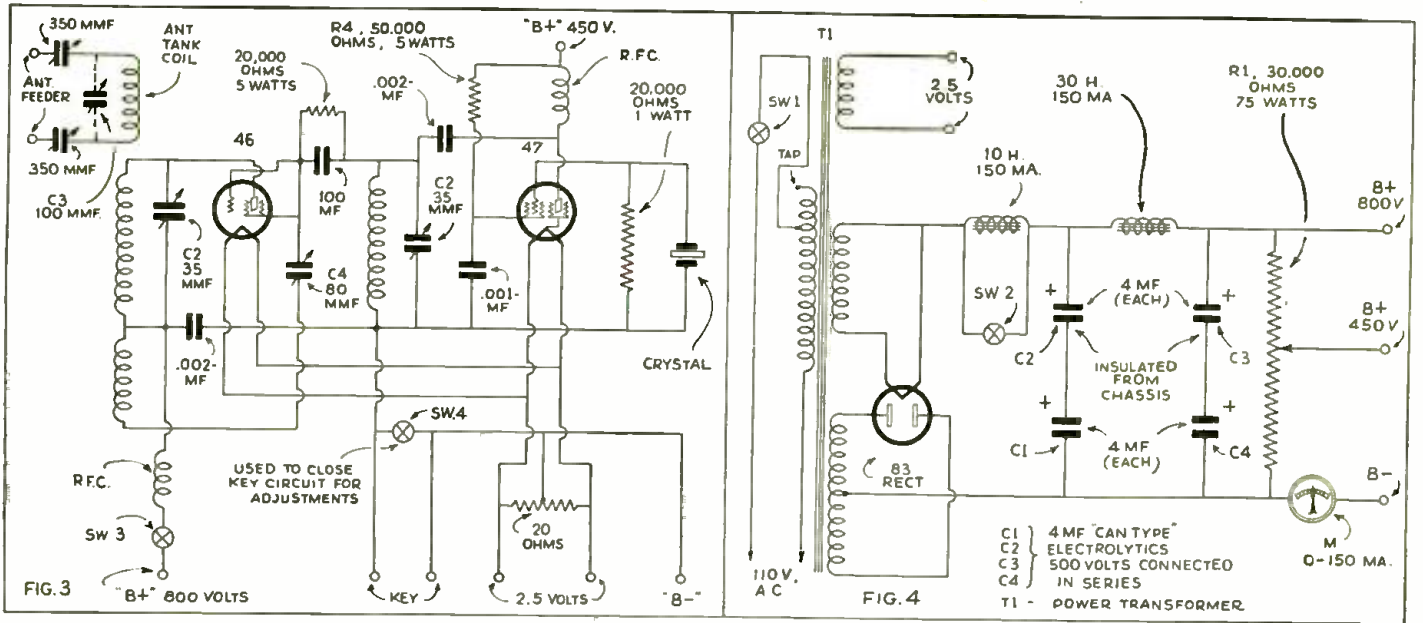 350 MMF
ANT
TANK
COIL
ANT.
FEEDER
350 MMF
C3
100 MMF.
46
20,000
OHMS
5 WATTS
100
MF
C2
35
MMF
C4
80
MMF
.002-
MF
R4, 50.000
OHMS, 5 WATTS
.002-
MF
C2
35
MMF
"B+" 450 V.
R.F.C.
47
20,000
OHMS
1 WATT
.001-
MF
CRYSTAL
SW.4
USED TO CLOSE
KEY CIRCUIT FOR
ADJUSTMENTS
R.F.C.
SW 3
20
OHMS
FIG.3
"B+" 800 VOLTS
KEY
2.5 VOLTS
"B-"
T1
SW 1
TAP
2.5
VOLTS
10 H.
150 MA.
30 H.
150 MA
R1, 30.000
OHMS
75 WATTS
B+
800V
SW 2
4 MF
(EACH)
C2
C3
INSULATED
FROM
CHASSIS
B+
450V
+
+
+
+
C1
4 MF
(EACH)
C4
83
RECT
B-
M
0-150 MA.
110 V.
A C
FIG. 4
C1 } 4 MF "CAN TYPE"
C2 ELECTROLYTICS
C3 500 VOLTS CONNECTED
C4 IN SERIES
T1 - POWER TRANSFORMER